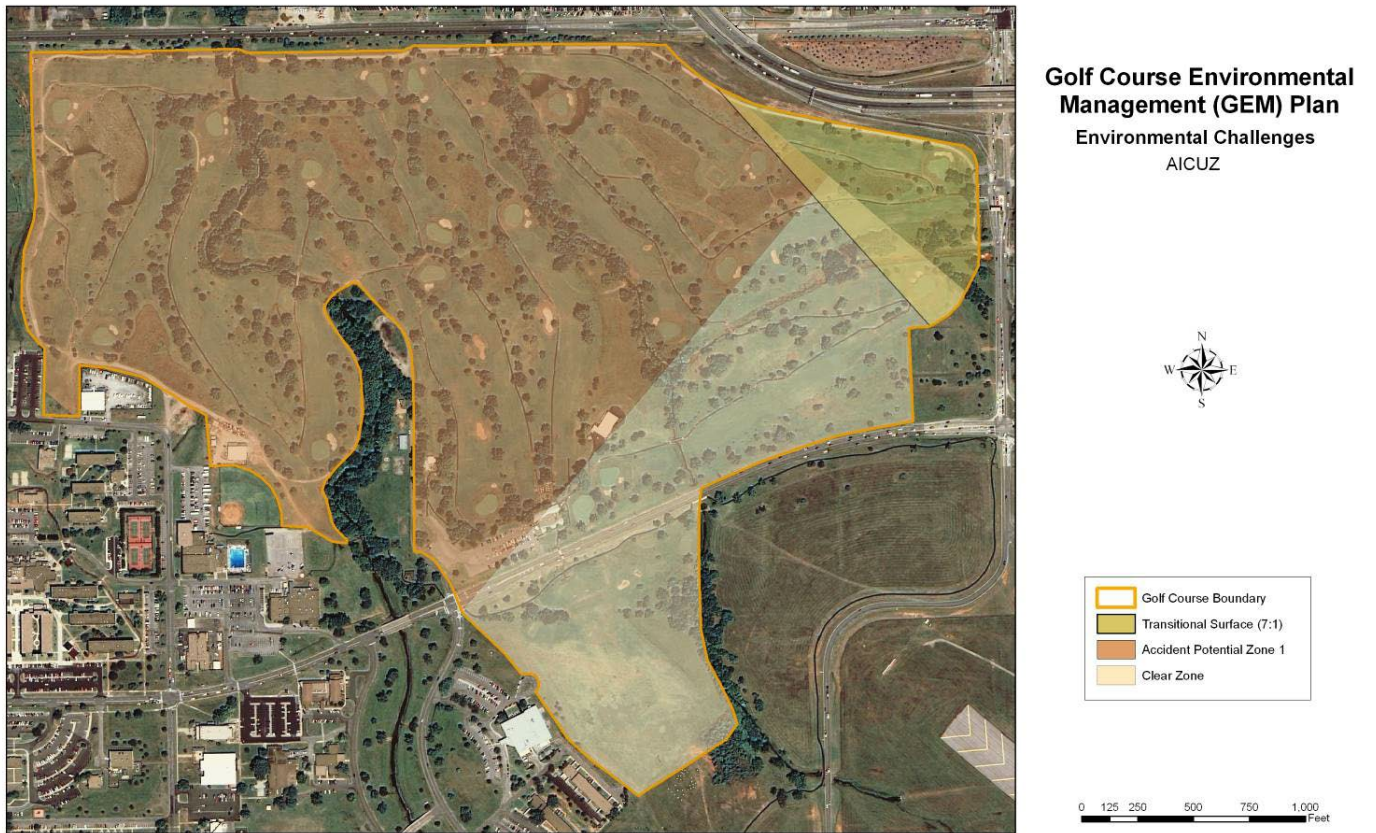 Golf Course Environmental
Management (GEM) Plan
Environmental Challenges
AICUZ
N
W E
S
Golf Course Boundary
Transitional Surface (7:1)
Accident Potential Zone 1
Clear Zone
0 125 250 500 750 1,000
Feet